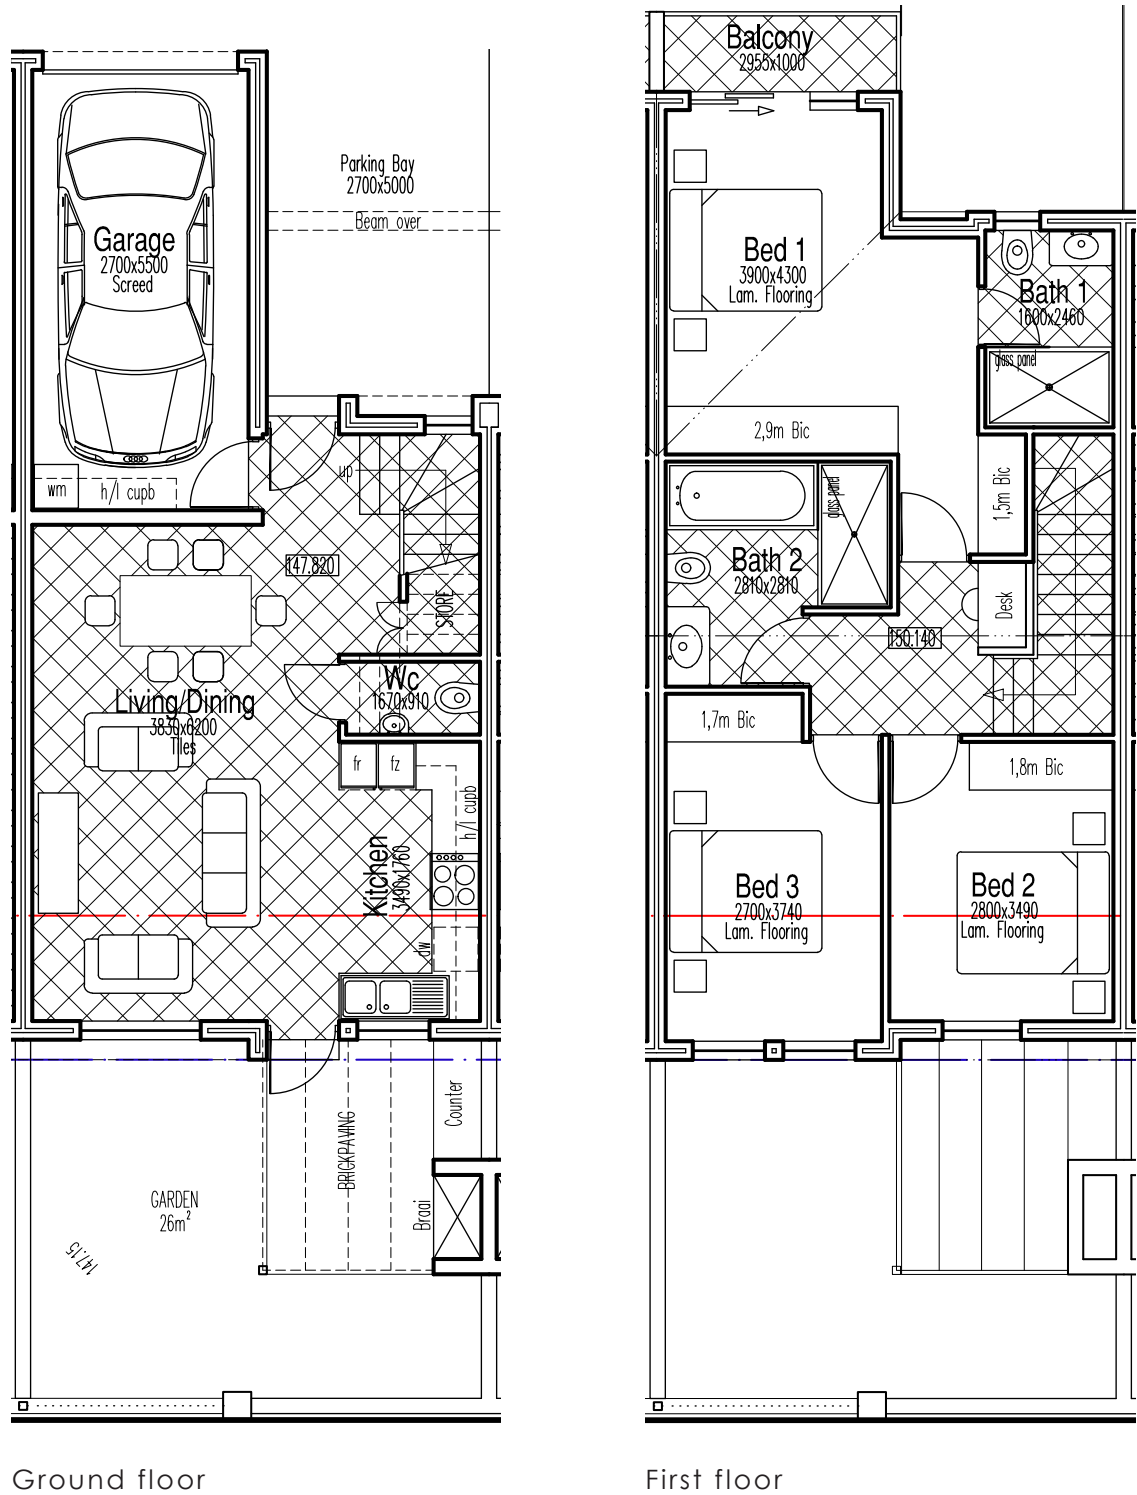 Parking Bay
2700x5000
Beam over
Garage
2700x5500
Screed
up
wm
h/l cupb
147.820
STORE
Wc
1670x910
Living/Dining
3830x6200
Tiles
fr
fz
h/l cupb
Kitchen
3490x1760
dw
BRICKPAVING
Counter
Braai
GARDEN
26m²
147.15
Ground floor
Balcony
2955x1000
Bed 1
3900x4300
Lam. Flooring
Bath 1
1600x2460
glass panel
2,9m Bic
1,5m Bic
glass panel
Bath 2
2810x2810
Desk
150.140
1,7m Bic
1,8m Bic
Bed 3
2700x3740
Lam. Flooring
Bed 2
2800x3490
Lam. Flooring
First floor